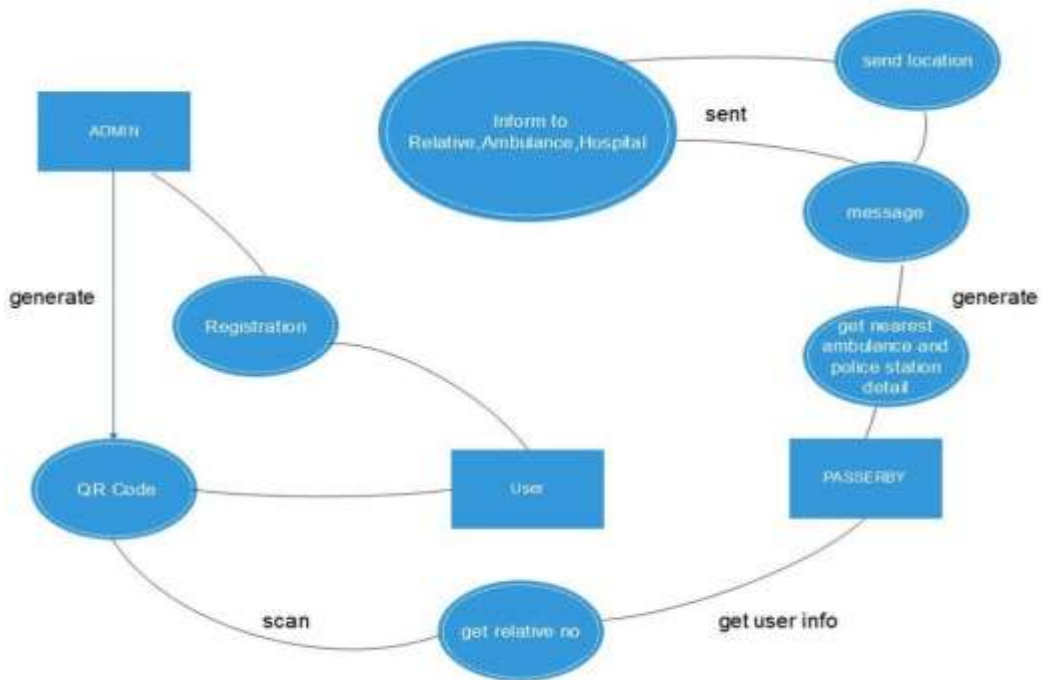 send location
Inform to
Relative,Ambulance,Hospital
sent
ADMIN
message
generate
generate
Registration
get nearest
ambulance and
police station
detail
QR Code
User
PASSERBY
scan
get relative no
get user info